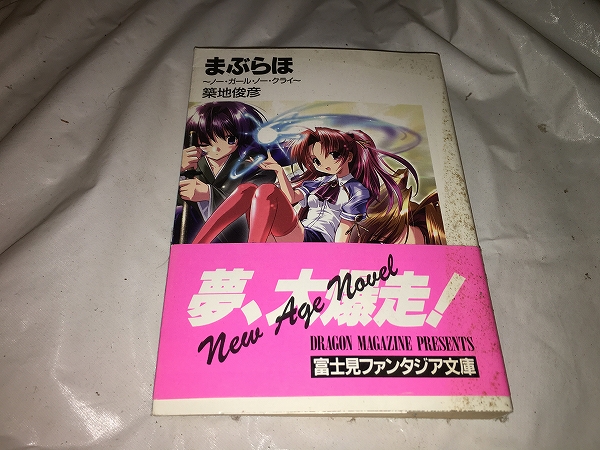 まぶらほ
~ノー・ガール・ノー・クライ~
築地俊彦
夢、大爆走!
New Age Novel
DRAGON MAGAZINE PRESENTS
富士見ファンタジア文庫